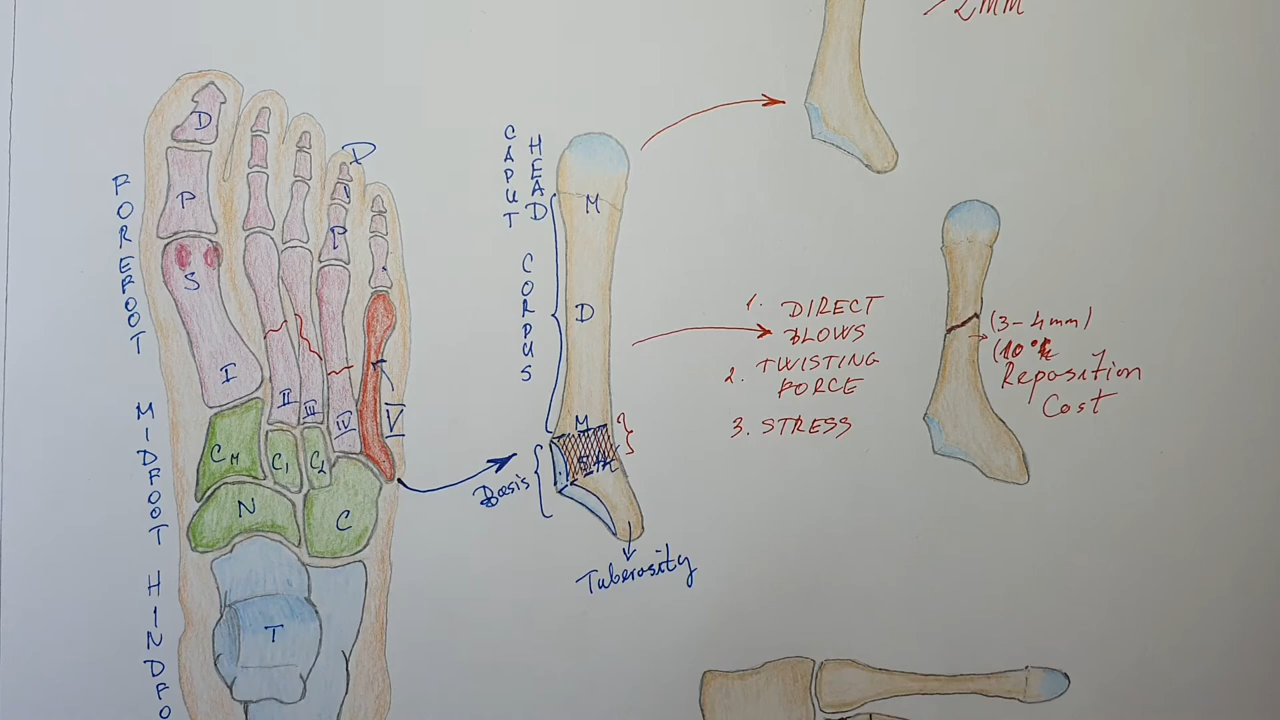 >2mm
D
D
P
P
S
I
II
III
IV
V
CM
C1
C2
N
C
T
FOREFOOT
MIDFOOT
HINDFO
CAPUT
HEAD
CORPUS
M
D
M
Basis
Tuberosity
1. DIRECT
BLOWS
2. TWISTING
FORCE
3. STRESS
(3-4mm)
(10°
Reposition
Cost